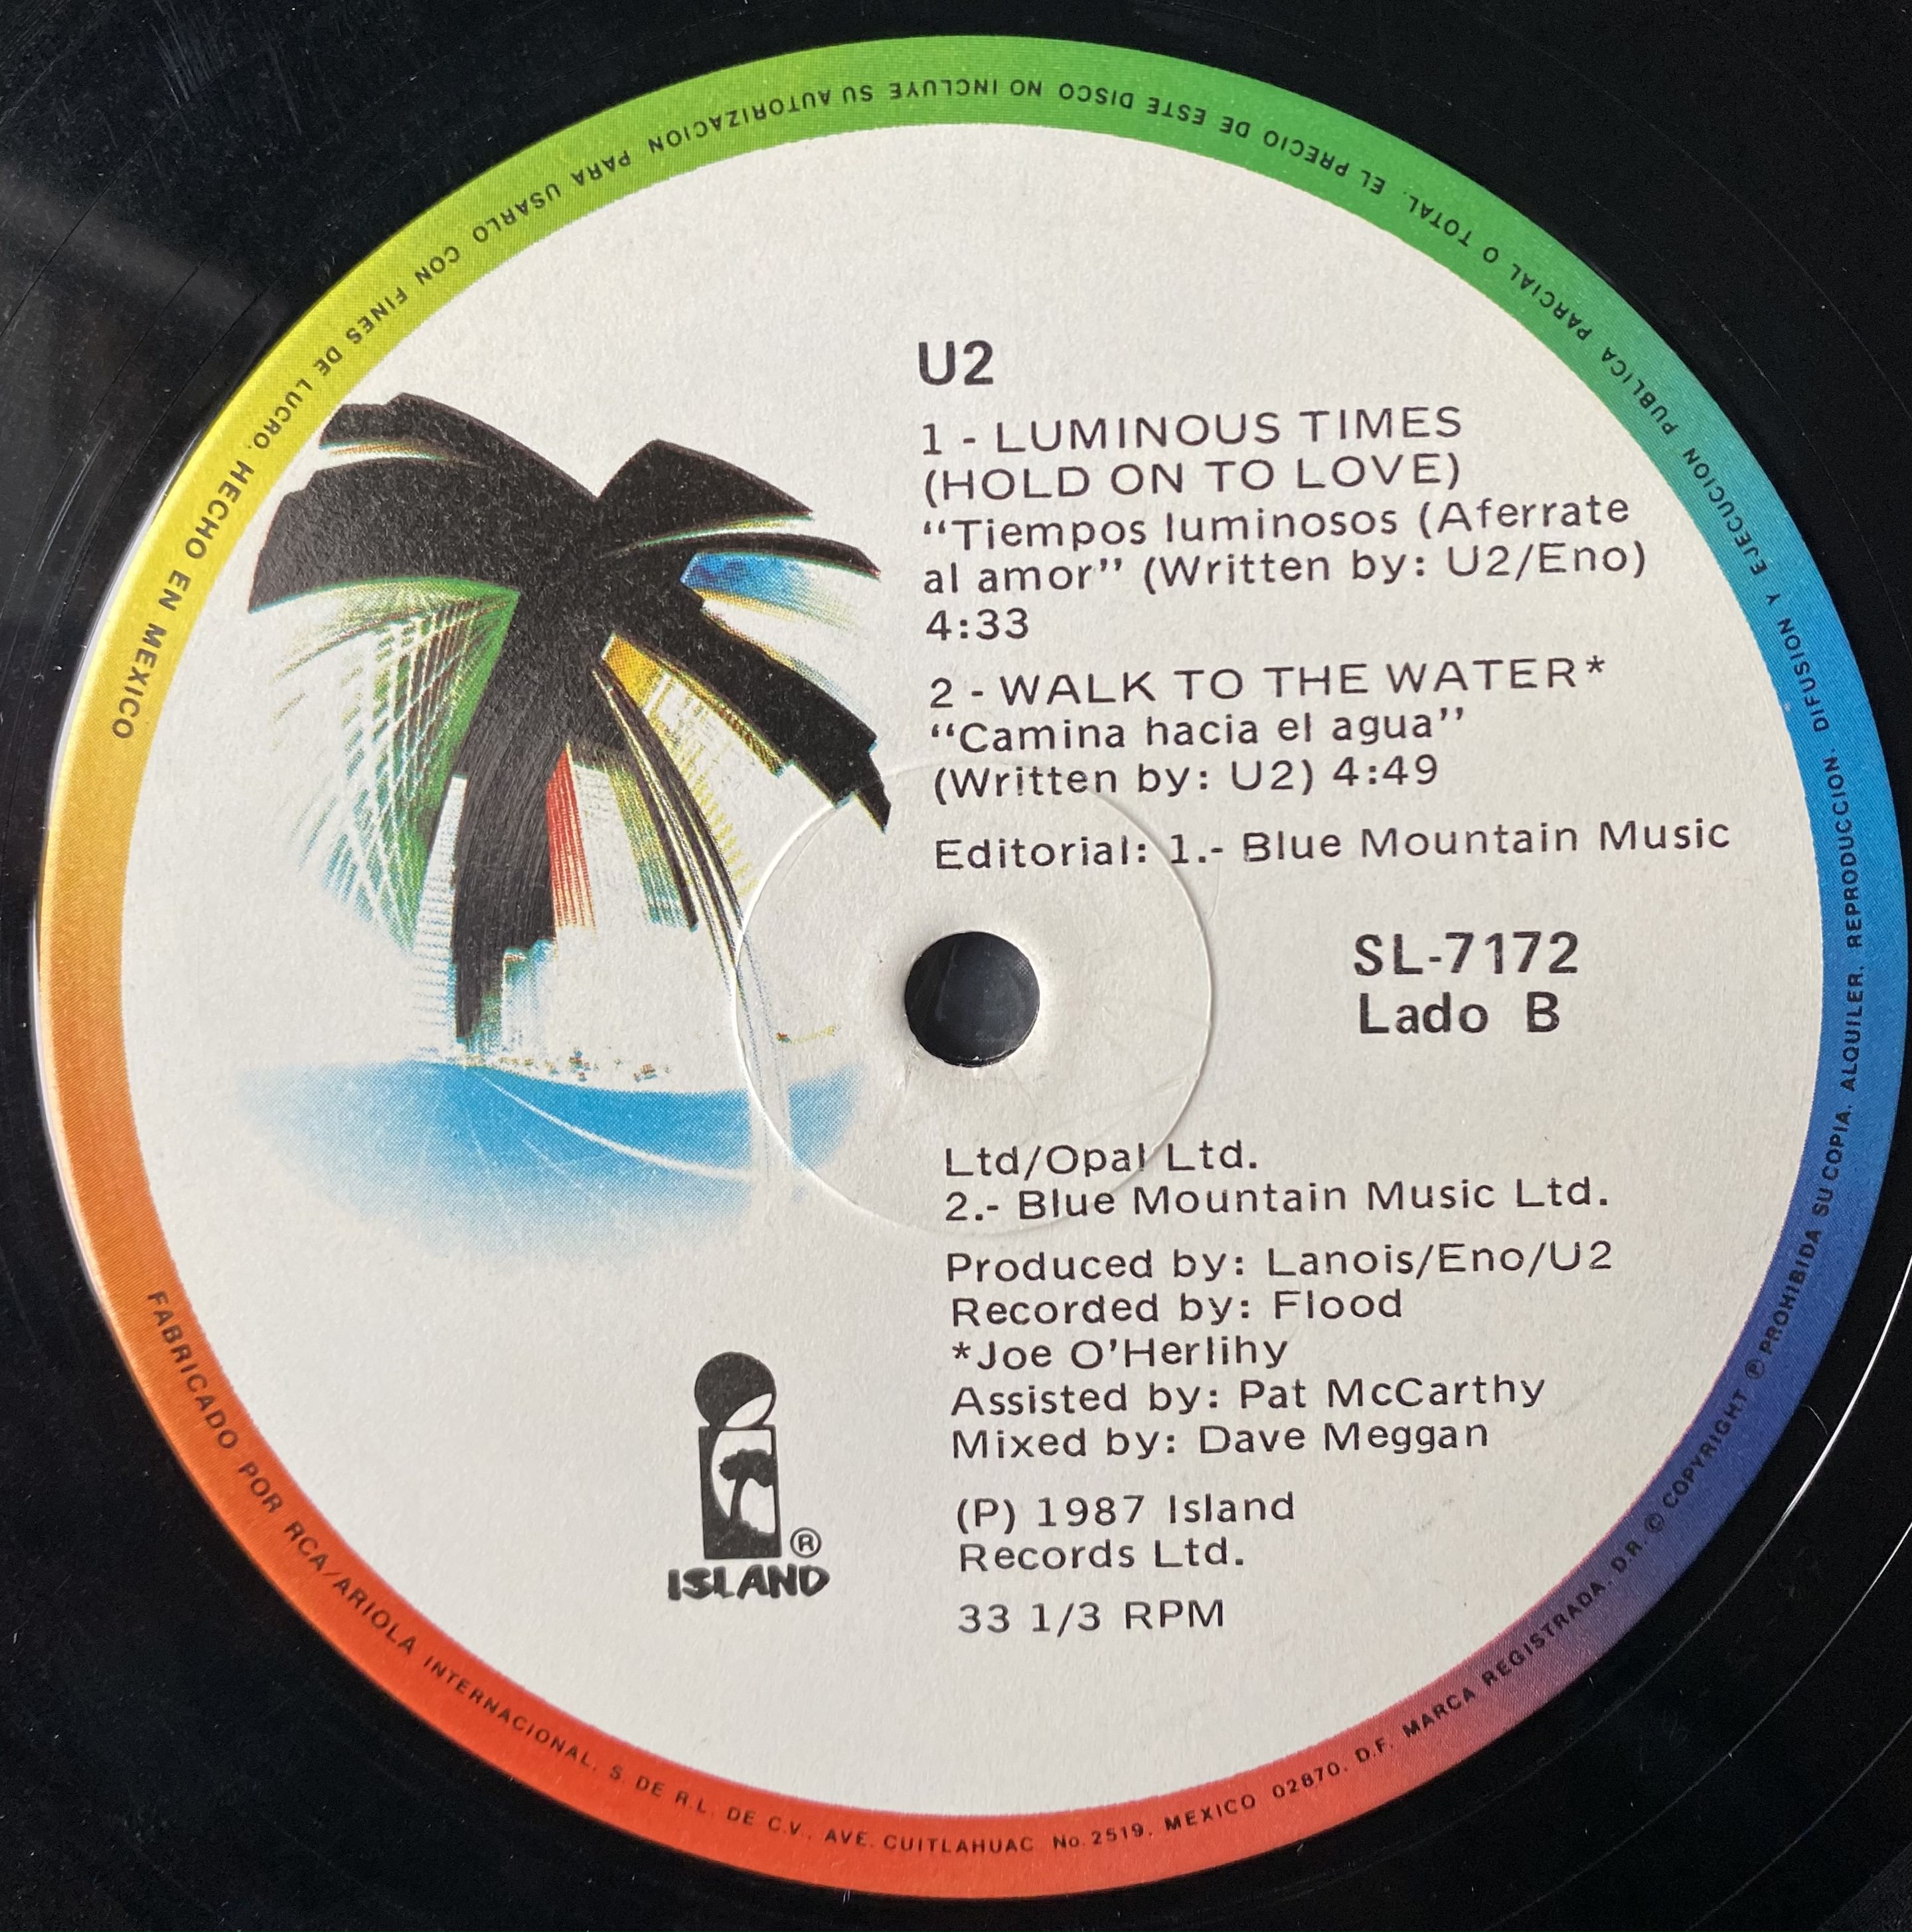 U2
1 - LUMINOUS TIMES
(HOLD ON TO LOVE)
“Tiempos luminosos (Aferrate
al amor” (Written by: U2/Eno)
4:33
2 - WALK TO THE WATER*
“Camina hacia el agua”
(Written by: U2) 4:49
Editorial: 1.- Blue Mountain Music
SL-7172
Lado B
Ltd/Opal Ltd.
2.- Blue Mountain Music Ltd.
Produced by: Lanois/Eno/U2
Recorded by: Flood
*Joe O’Herlihy
Assisted by: Pat McCarthy
Mixed by: Dave Meggan
(P) 1987 Island
Records Ltd.
33 1/3 RPM
®
ISLAND
FABRICADO POR RCA/ARIOLA INTERNACIONAL, S DE R.L. DE C.V., AVE. CUITLAHUAC No. 2519, MEXICO 02870, D.F. MARCA REGISTRADA. D.R. © COPYRIGHT ℗ PROHIBIDA SU COPIA, ALQUILER, REPRODUCCION, DIFUSION Y EJECUCION PUBLICA PARCIAL O TOTAL. EL PRECIO DE ESTE DISCO NO INCLUYE SU AUTORIZACION PARA USARLO CON FINES DE LUCRO. HECHO EN MEXICO